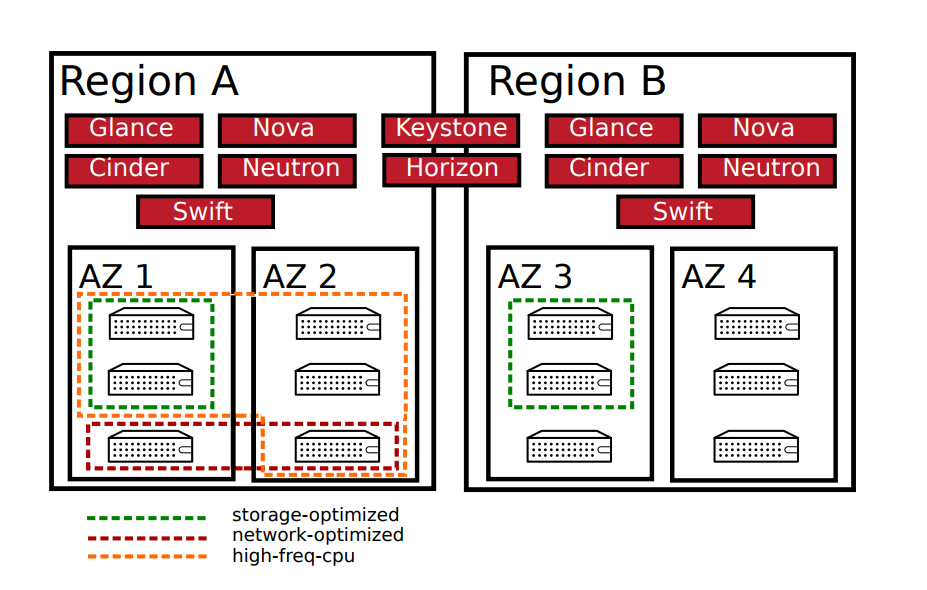 Region A
Region B
Glance
Nova
Keystone
Glance
Nova
Cinder
Neutron
Horizon
Cinder
Neutron
Swift
Swift
AZ 1
AZ 2
AZ 3
AZ 4
storage-optimized
network-optimized
high-freq-cpu